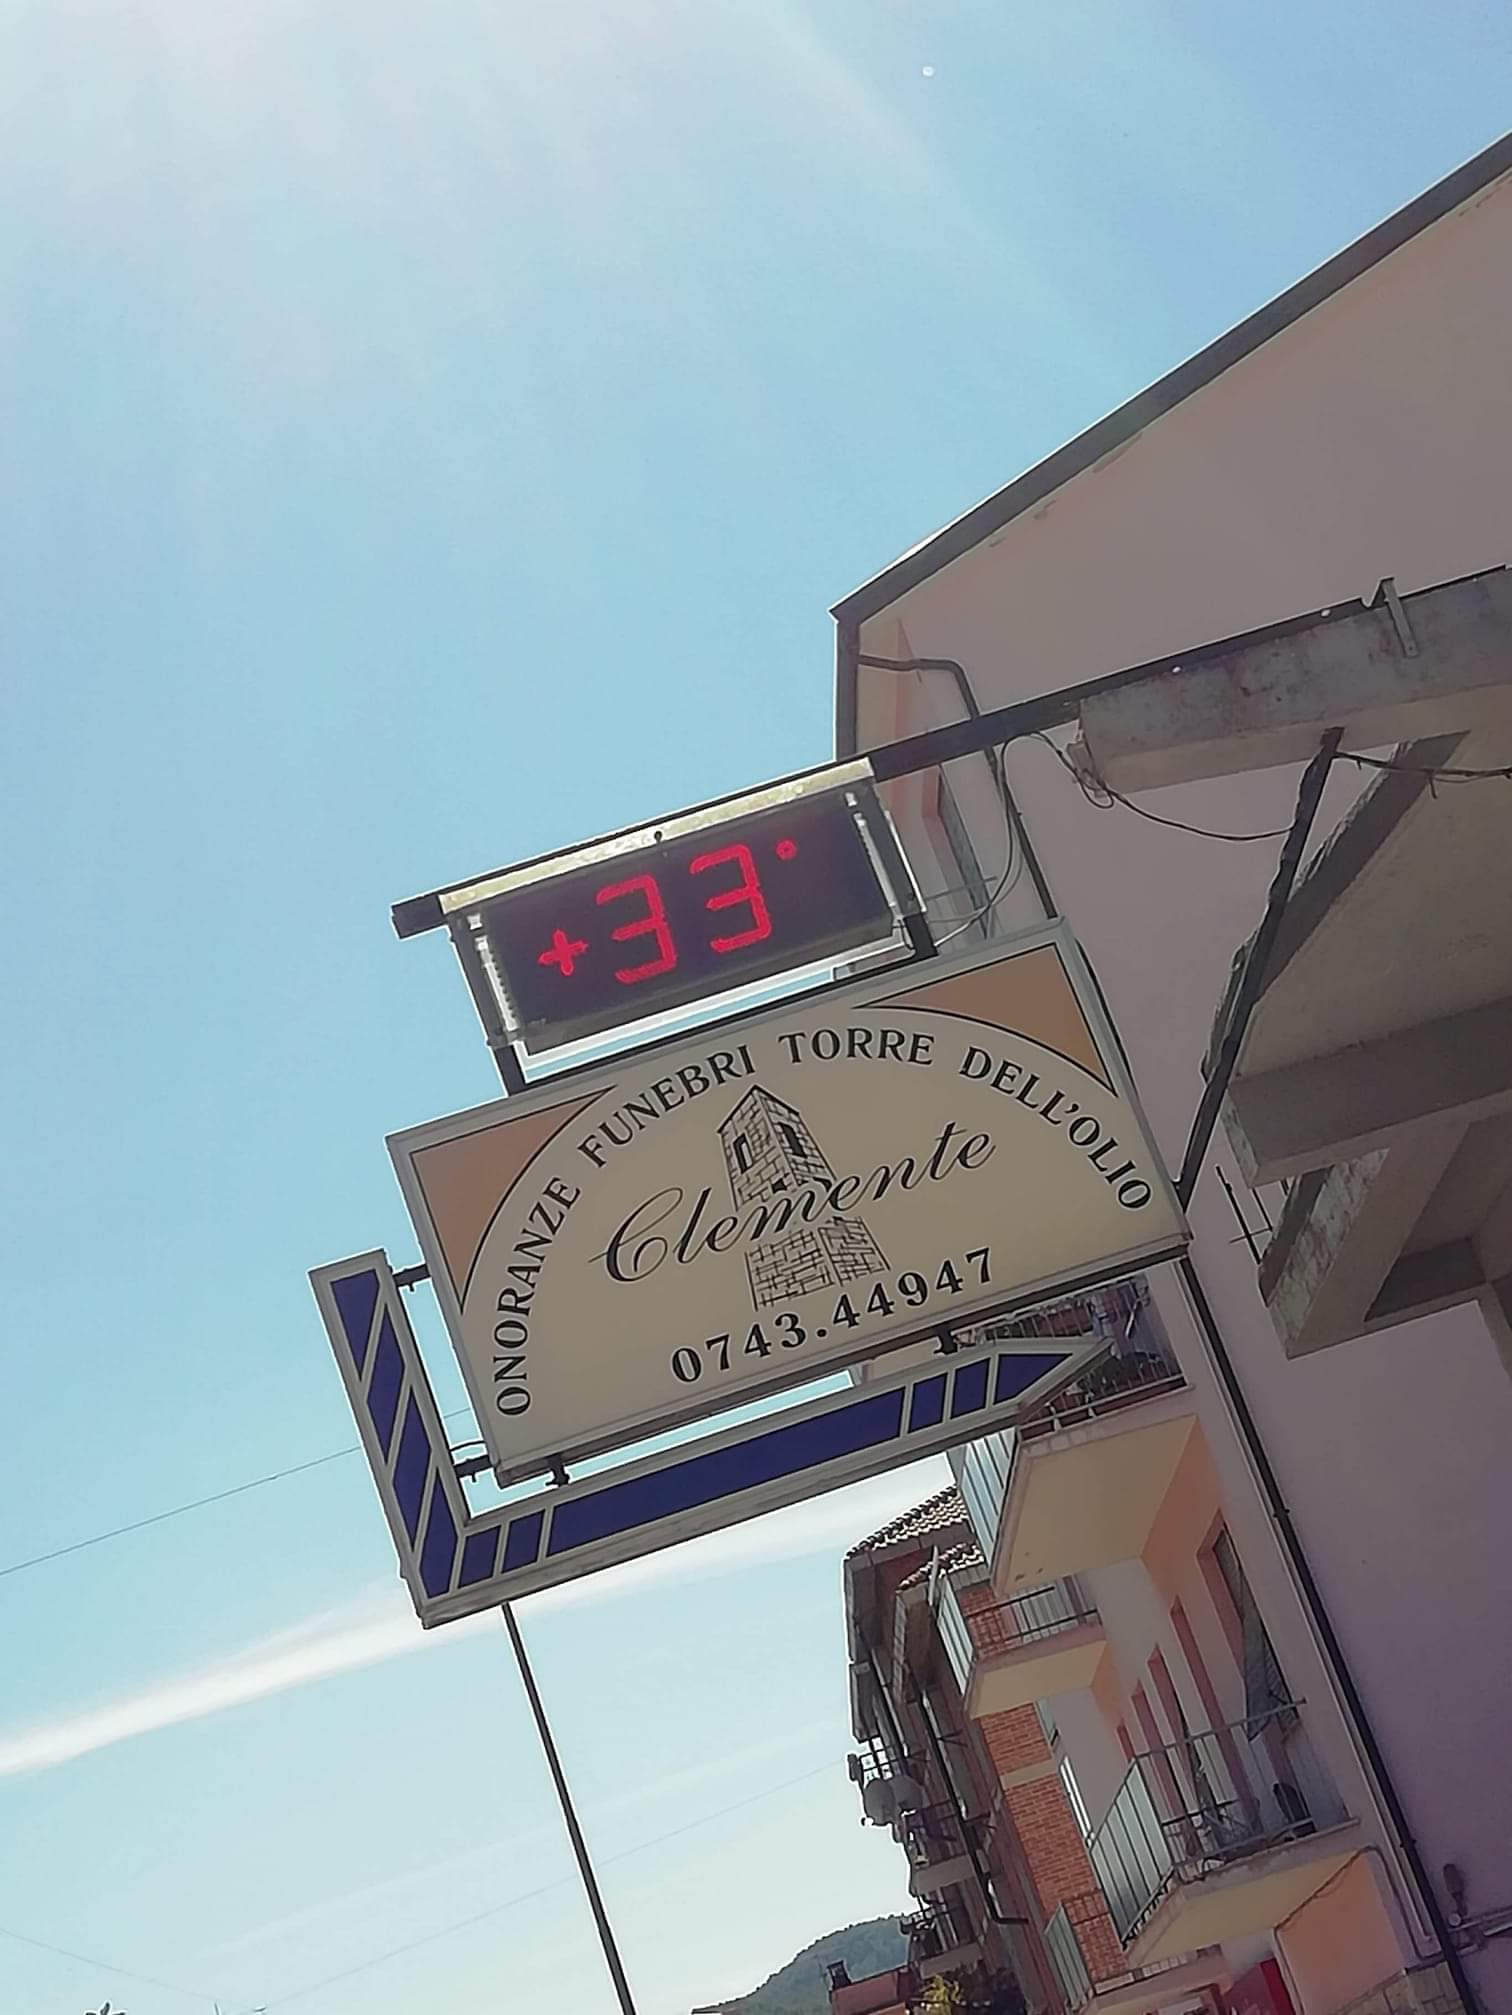 +33°
ONORANZE FUNEBRI TORRE DELL'OLIO
Clemente
0743.44947